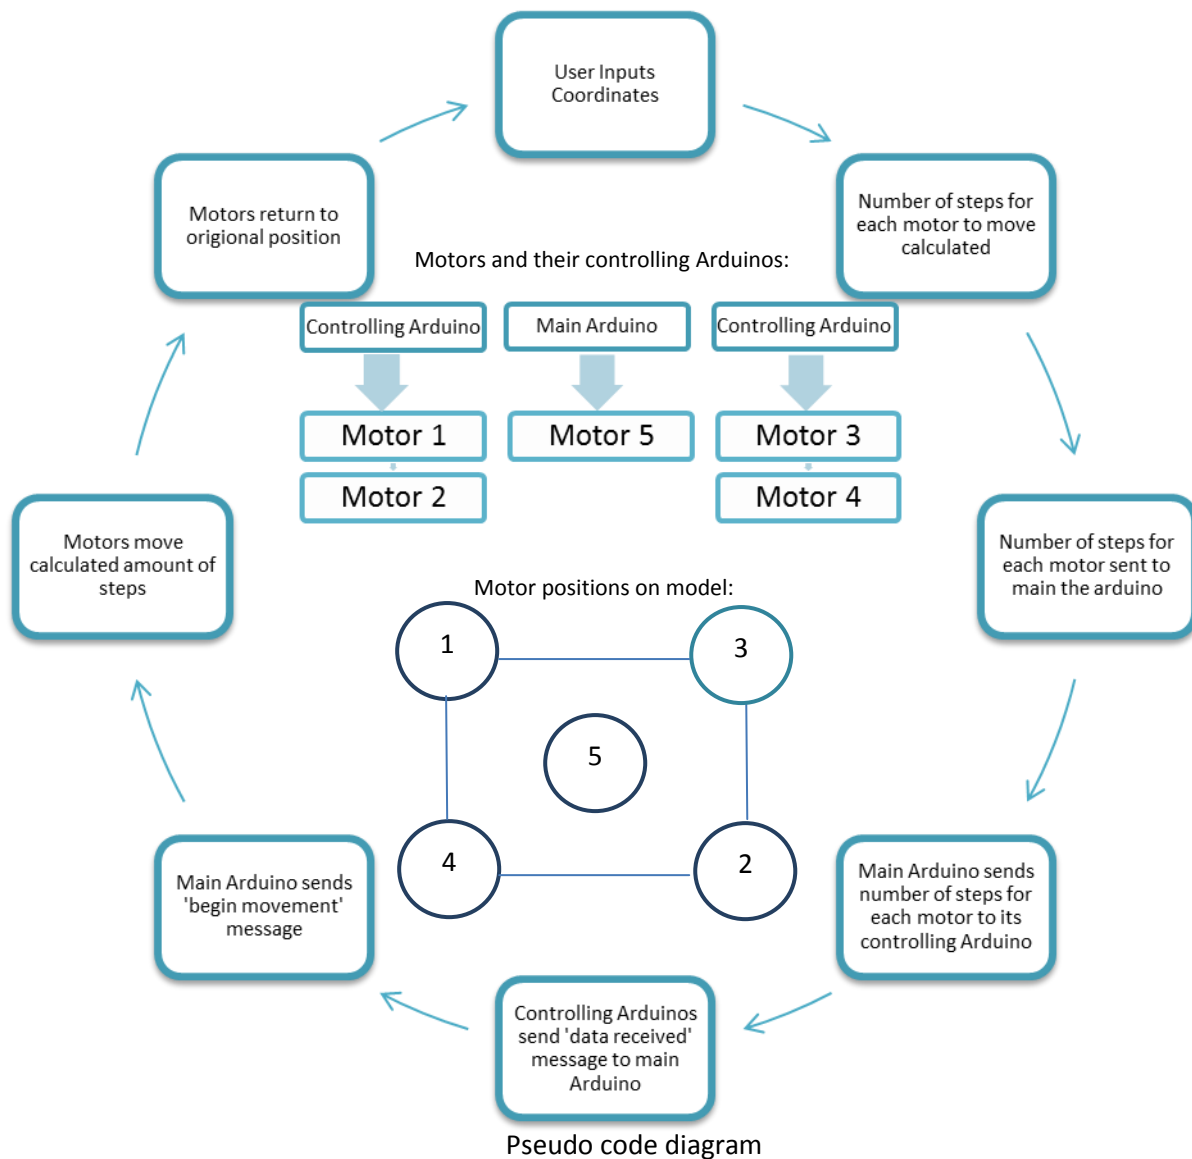 User Inputs
Coordinates
Number of steps for
each motor to move
calculated
Number of steps for
each motor sent to
main the arduino
Main Arduino sends
number of steps for
each motor to its
controlling Arduino
Controlling Arduinos
send 'data received'
message to main
Arduino
Main Arduino sends
'begin movement'
message
Motors move
calculated amount of
steps
Motors return to
origional position
Motors and their controlling Arduinos:
Controlling Arduino
Main Arduino
Controlling Arduino
Motor 1
Motor 5
Motor 3
Motor 2
Motor 4
Motor positions on model:
1
3
5
4
2
Pseudo code diagram